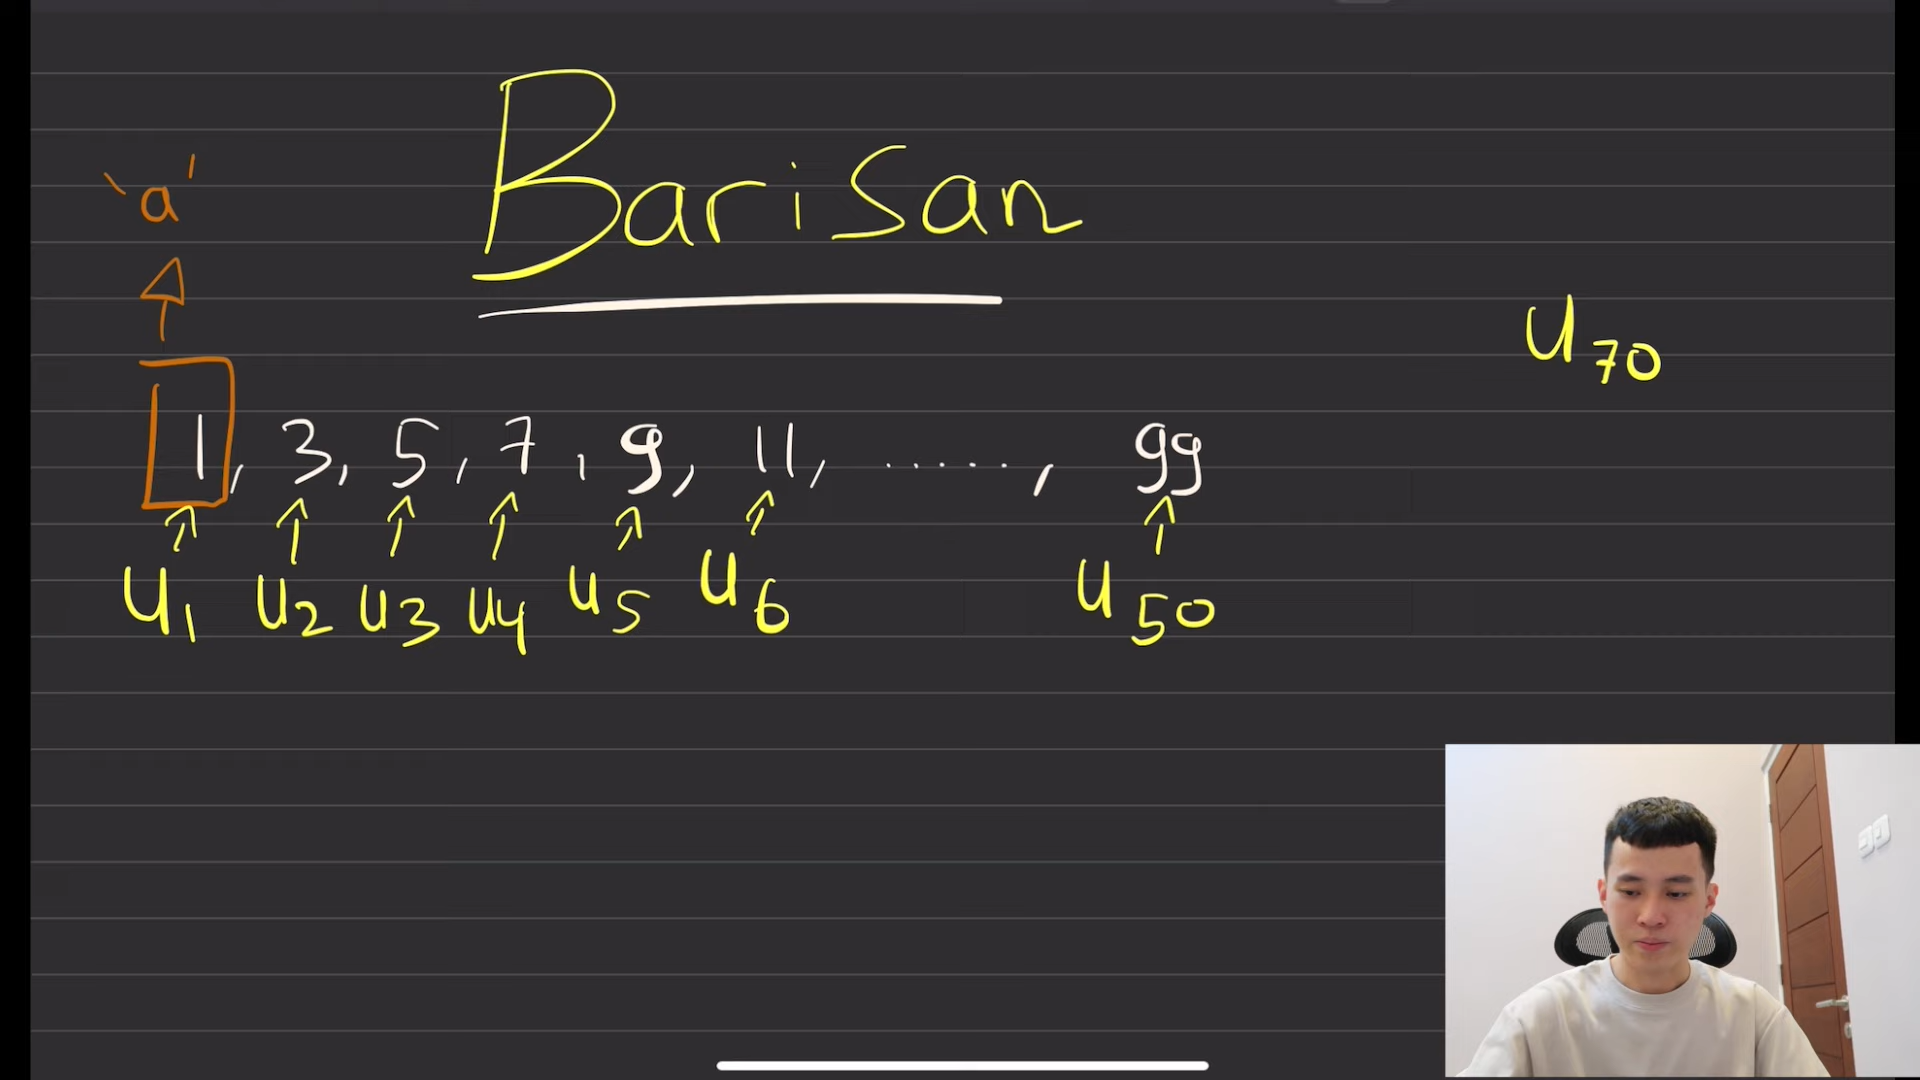 Barisan
'a'
U70
1, 3, 5, 7, 9, 11, ......, 99
U1 U2 U3 U4 U5 U6 U50